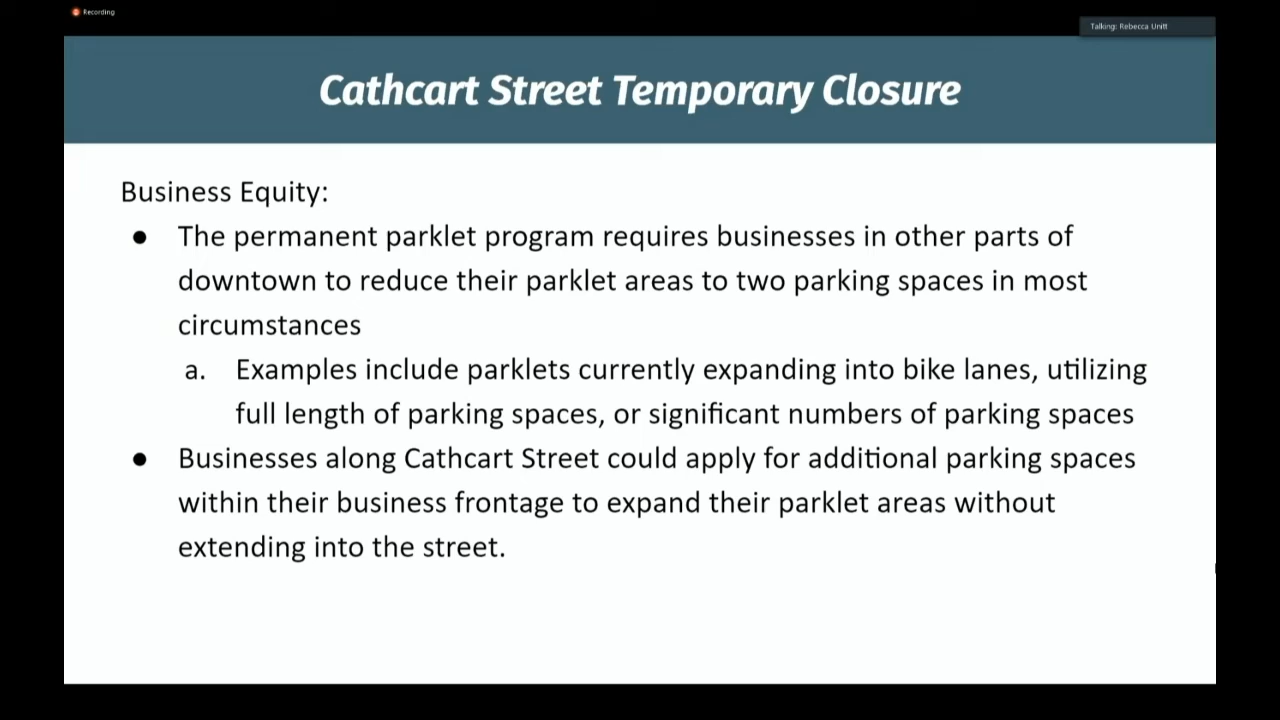 Recording
Talking: Rebecca Unitt
Cathcart Street Temporary Closure
Business Equity:
● The permanent parklet program requires businesses in other parts of
downtown to reduce their parklet areas to two parking spaces in most
circumstances
a. Examples include parklets currently expanding into bike lanes, utilizing
full length of parking spaces, or significant numbers of parking spaces
● Businesses along Cathcart Street could apply for additional parking spaces
within their business frontage to expand their parklet areas without
extending into the street.